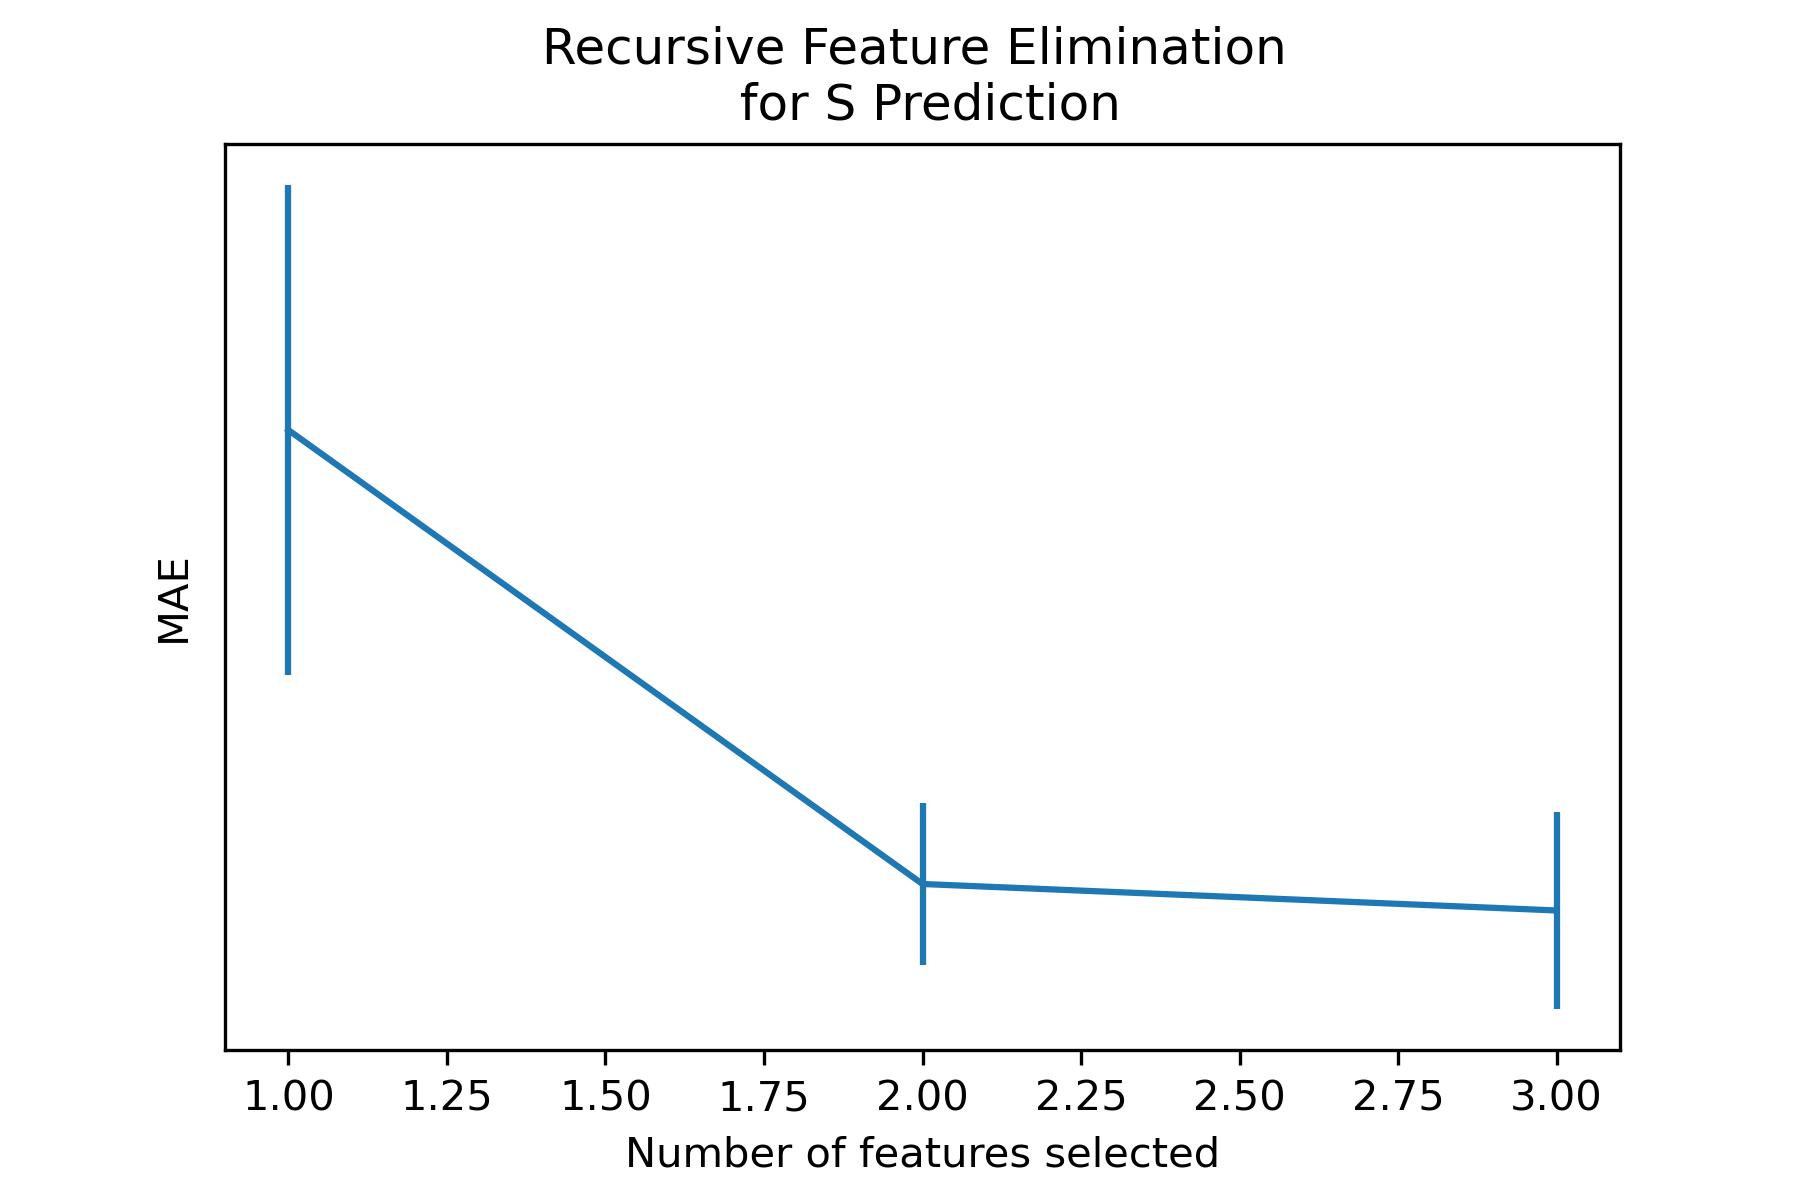 Recursive Feature Elimination
for S Prediction
MAE
1.00 1.25 1.50 1.75 2.00 2.25 2.50 2.75 3.00
Number of features selected